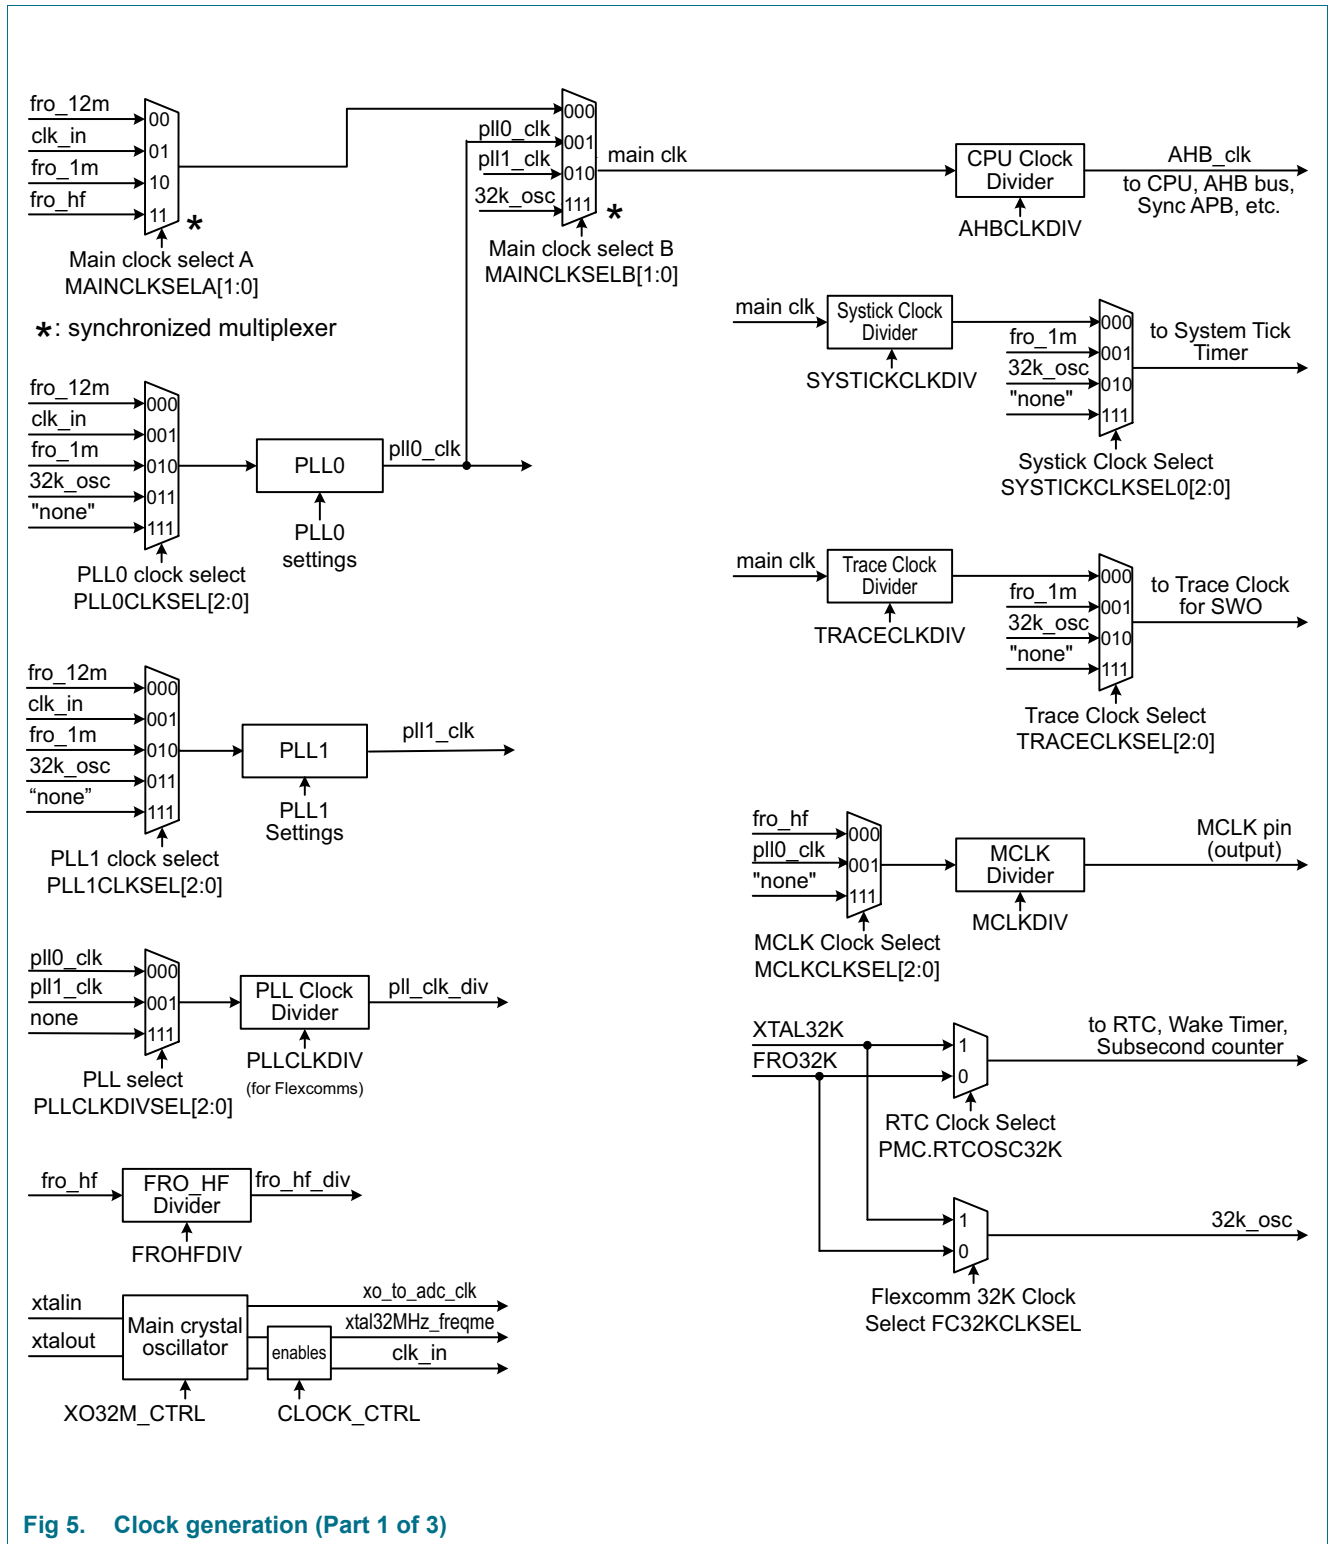 fro_12m
clk_in
fro_1m
fro_hf
00
01
10
11
*
Main clock select A
MAINCLKSELA[1:0]
*: synchronized multiplexer
pll0_clk
pll1_clk
32k_osc
000
001
010
111
*
main clk
Main clock select B
MAINCLKSELB[1:0]
CPU Clock
Divider
AHBCLKDIV
AHB_clk
to CPU, AHB bus,
Sync APB, etc.
main clk
Systick Clock
Divider
SYSTICKCLKDIV
fro_1m
32k_osc
"none"
000
001
010
111
to System Tick
Timer
Systick Clock Select
SYSTICKCLKSEL0[2:0]
fro_12m
clk_in
fro_1m
32k_osc
"none"
000
001
010
011
111
PLL0
pll0_clk
PLL0
settings
PLL0 clock select
PLL0CLKSEL[2:0]
main clk
Trace Clock
Divider
TRACECLKDIV
fro_1m
32k_osc
"none"
000
001
010
111
to Trace Clock
for SWO
Trace Clock Select
TRACECLKSEL[2:0]
fro_12m
clk_in
fro_1m
32k_osc
“none”
000
001
010
011
111
PLL1
pll1_clk
PLL1
Settings
PLL1 clock select
PLL1CLKSEL[2:0]
fro_hf
pll0_clk
"none"
000
001
111
MCLK
Divider
MCLKDIV
MCLK pin
(output)
MCLK Clock Select
MCLKCLKSEL[2:0]
pll0_clk
pll1_clk
none
000
001
111
PLL Clock
Divider
pll_clk_div
PLLCLKDIV
(for Flexcomms)
PLL select
PLLCLKDIVSEL[2:0]
XTAL32K
FRO32K
1
0
to RTC, Wake Timer,
Subsecond counter
RTC Clock Select
PMC.RTCOSC32K
fro_hf
FRO_HF
Divider
fro_hf_div
FROHFDIV
1
0
32k_osc
Flexcomm 32K Clock
Select FC32KCLKSEL
xtalin
xtalout
Main crystal
oscillator
enables
xo_to_adc_clk
xtal32MHz_freqme
clk_in
XO32M_CTRL
CLOCK_CTRL
Fig 5. Clock generation (Part 1 of 3)